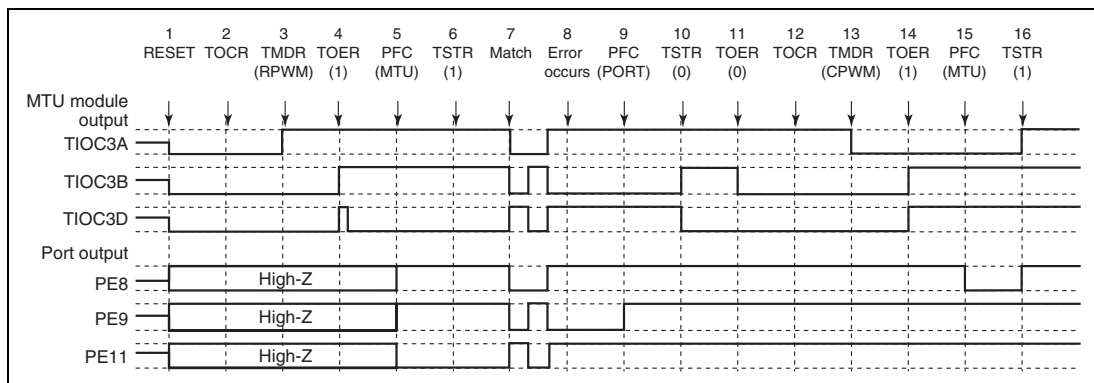 1 2 3 4 5 6 7 8 9 10 11 12 13 14 15 16
RESET TOCR TMDR TOER PFC TSTR Match Error PFC TSTR TOER TOCR TMDR TOER PFC TSTR
(RPWM) (1) (MTU) (1) occurs (PORT) (0) (0) (CPWM) (1) (MTU) (1)
MTU module
output
TIOC3A
TIOC3B
TIOC3D
Port output
PE8 High-Z
PE9 High-Z
PE11 High-Z